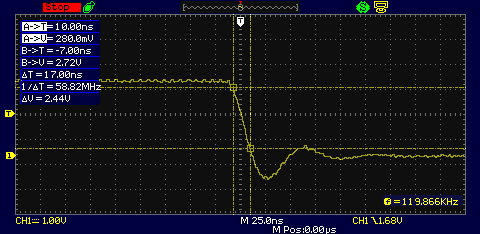 Stop
T
A->T=10.00ns
A->V=280.0mV
B->T=-7.00ns
B->V=2.72V
ΔT=17.00ns
1/ΔT=58.82MHz
ΔV=2.44V
T
1
f=119.866KHz
CH1 1.00V M 25.0ns CH1 1.68V
M Pos:0.00μs